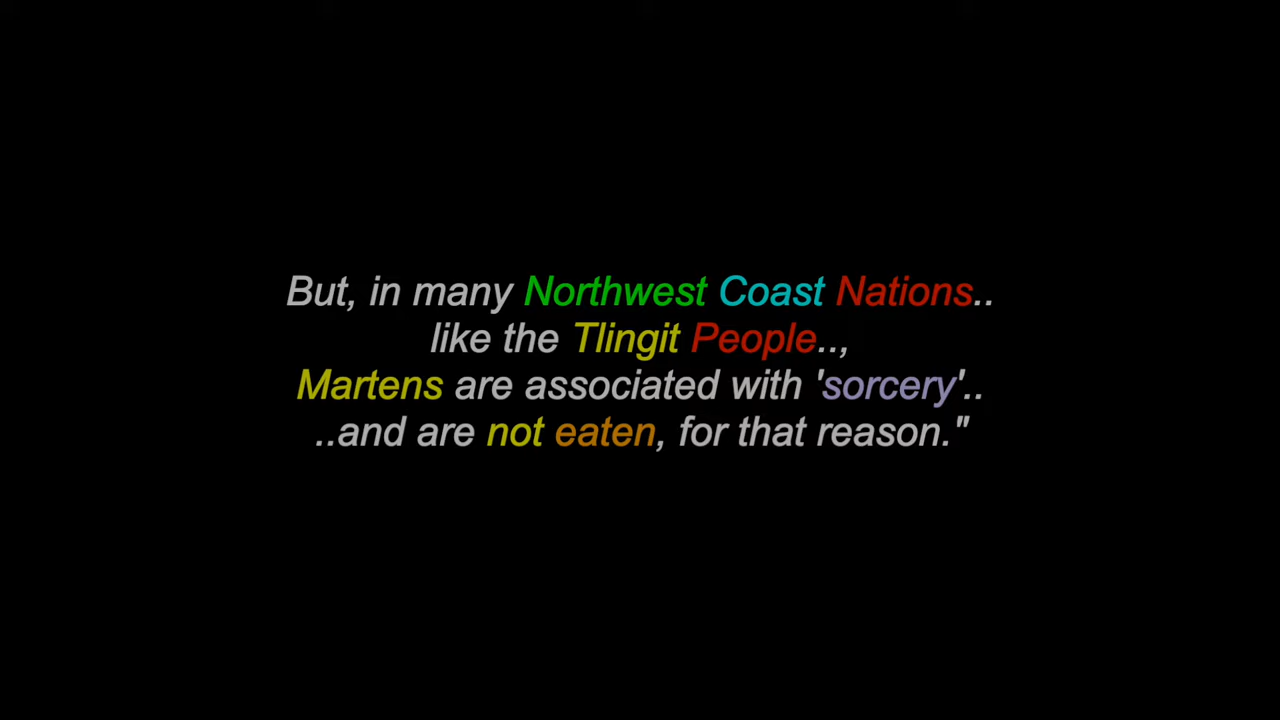 But, in many Northwest Coast Nations..
like the Tlingit People..,
Martens are associated with 'sorcery'..
..and are not eaten, for that reason."